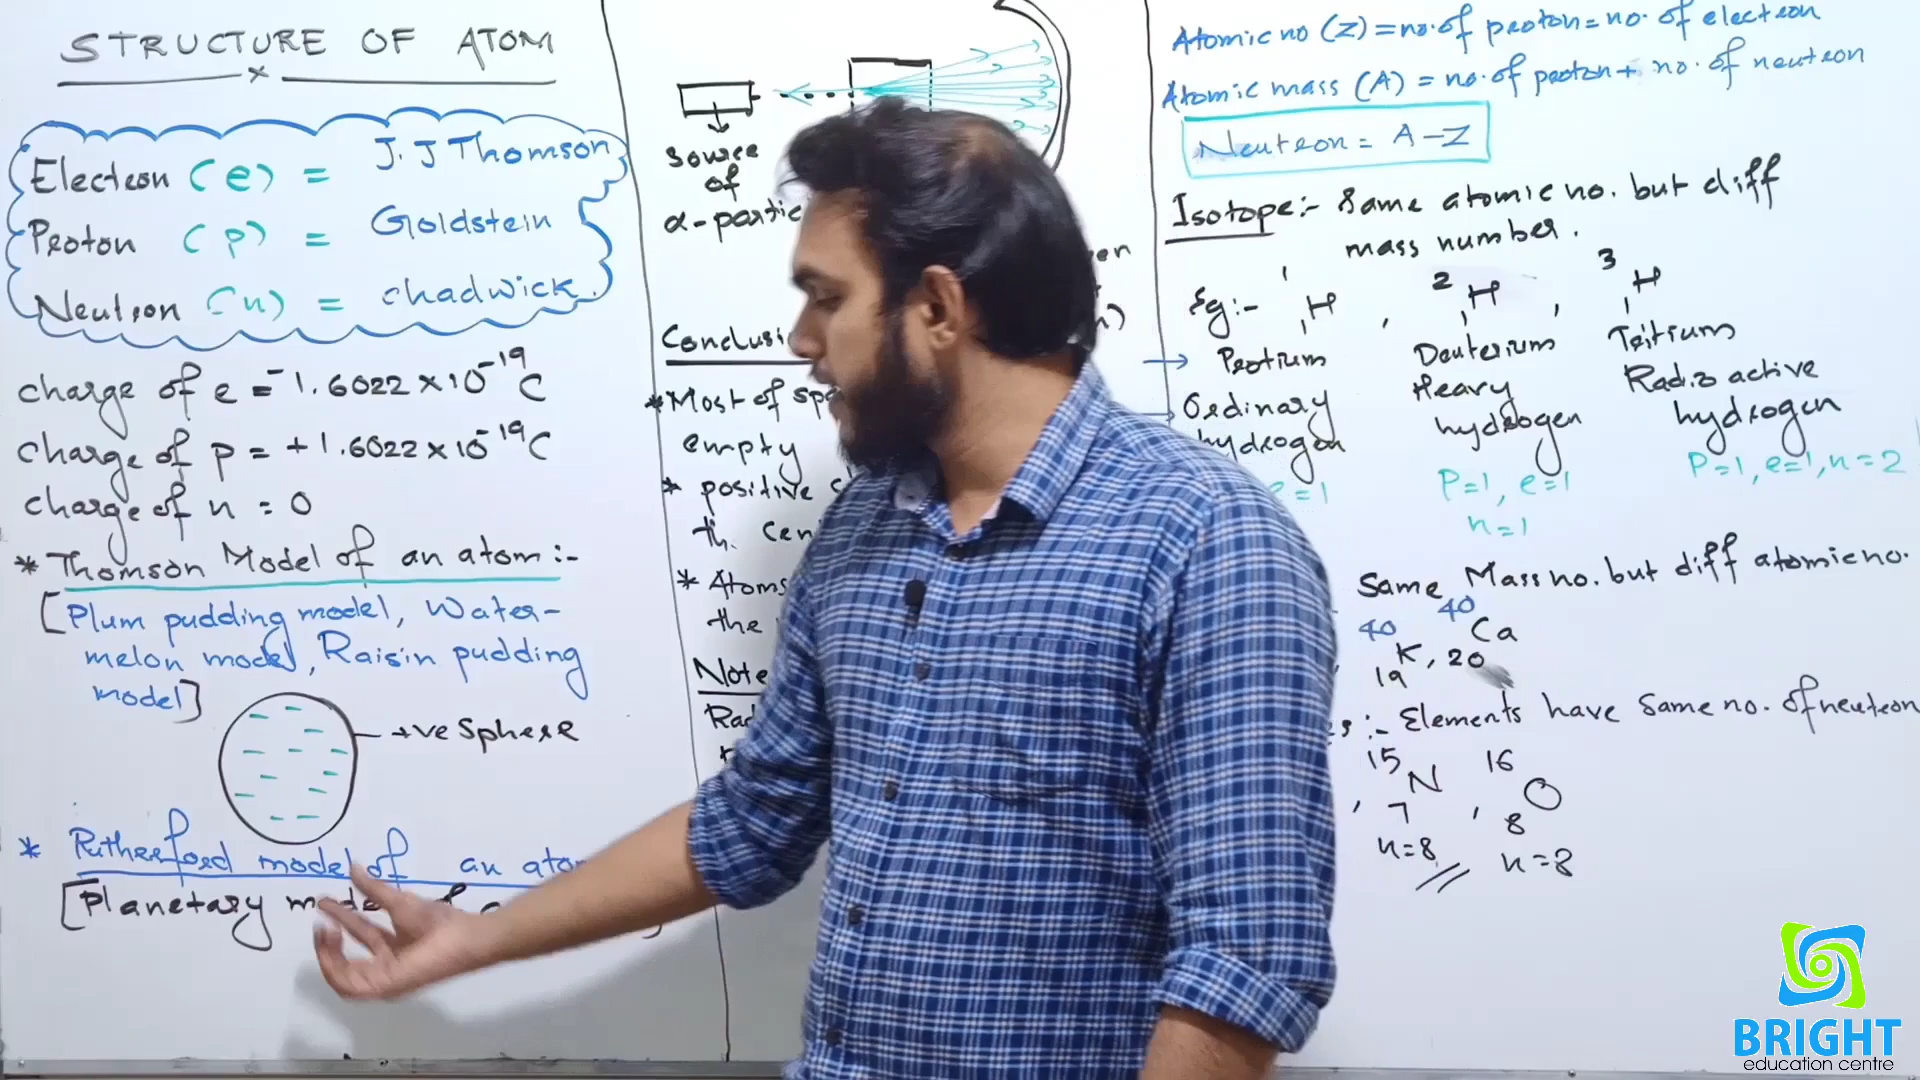 STRUCTURE OF ATOM
x
Electron (e) = J.J Thomson
Proton (p) = Goldstein
Neutron (n) = chadwick.
charge of e = -1.6022 x 10-19 C
charge of p = +1.6022 x 10-19 C
charge of n = 0
* Thomson Model of an atom :-
[Plum pudding model, Water-
melon model, Raisin pudding
model]
+ve Sphere
* Rutherford model of an
[Planetary
Source
of
Most of
empty
* positive
* Atoms
the
Note
Atomic no (Z) = no. of proton = no. of electron
Atomic mass (A) = no. of proton + no. of neutron
Neutron = A - Z
Isotope :- Same atomic no. but diff
mass number.
Eg :- 1 1 H , 2 1 H , 3 1 H
Protium Deuterium Tritium
Ordinary Heavy Radio active
hydrogen hydrogen hydrogen
e = 1 P=1, e=1 P=1, e=1, n=2
n=1
Same Mass no. but diff atomic no.
40 40
19 K, 20 Ca
:- Elements have same no. of neutron
15 16
, N , O
7 8
n=8 n=8
BRIGHT
education centre